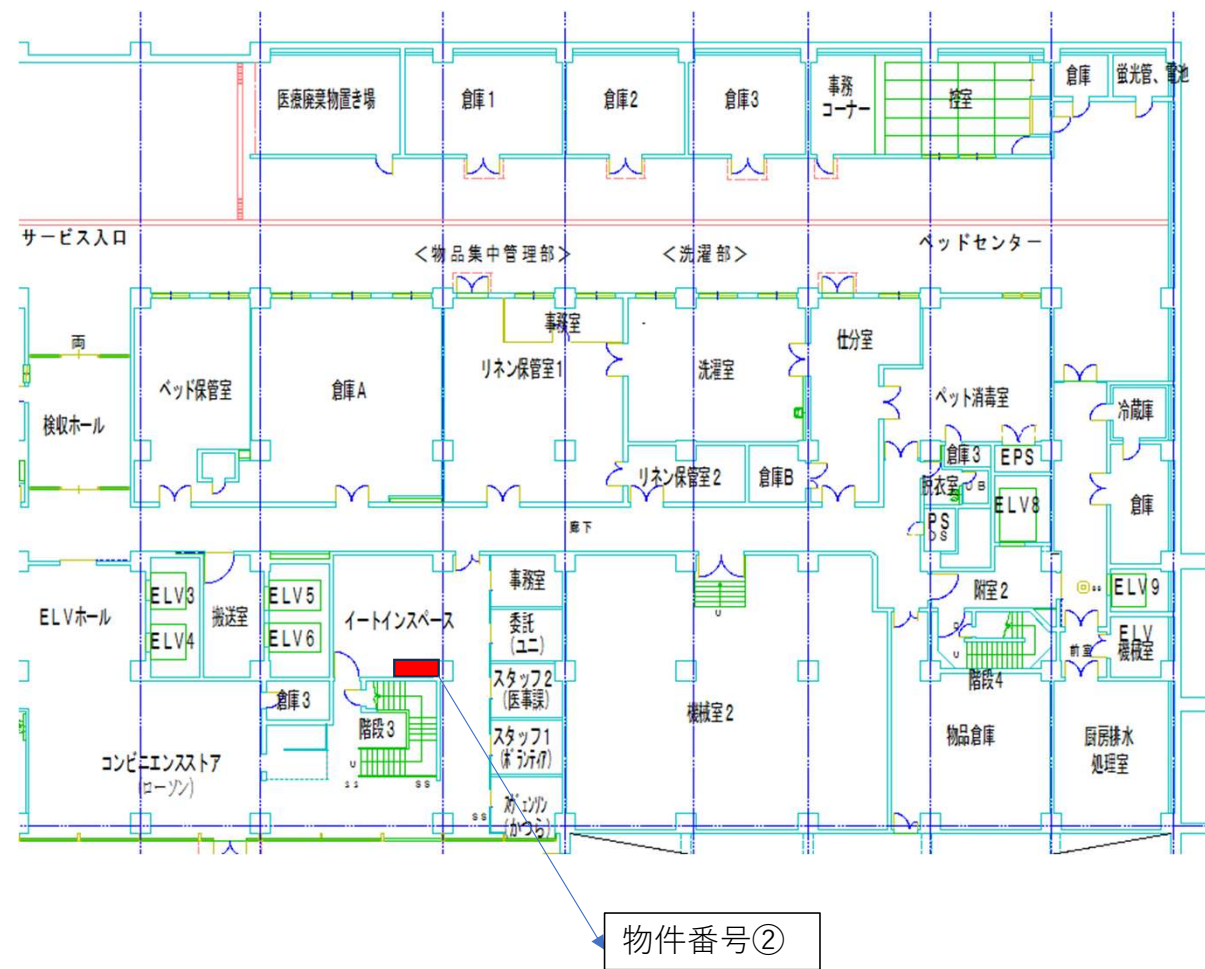 医療廃棄物置き場
倉庫1
倉庫2
倉庫3
事務
コーナー
控室
倉庫
蛍光管、電池
サービス入口
<物品集中管理部>
<洗濯部>
ベッドセンター
両
検収ホール
ベッド保管室
倉庫A
事務室
リネン保管室1
洗濯室
仕分室
ペット消毒室
冷蔵庫
リネン保管室2
倉庫B
倉庫3
EPS
脱衣室
UB
ELV8
倉庫
PS
DS
廊下
ELVホール
ELV3
ELV4
搬送室
ELV5
ELV6
イートインスペース
事務室
委託
(ユニ)
スタッフ2
(医事課)
スタッフ1
(ボランティア)
(かつら)
U
附室2
SS
ELV9
前室
ELV
機械室
U
階段4
倉庫3
階段3
U
SS
SS
SS
コンビニエンスストア
(ローソン)
機械室2
物品倉庫
厨房排水
処理室
物件番号②